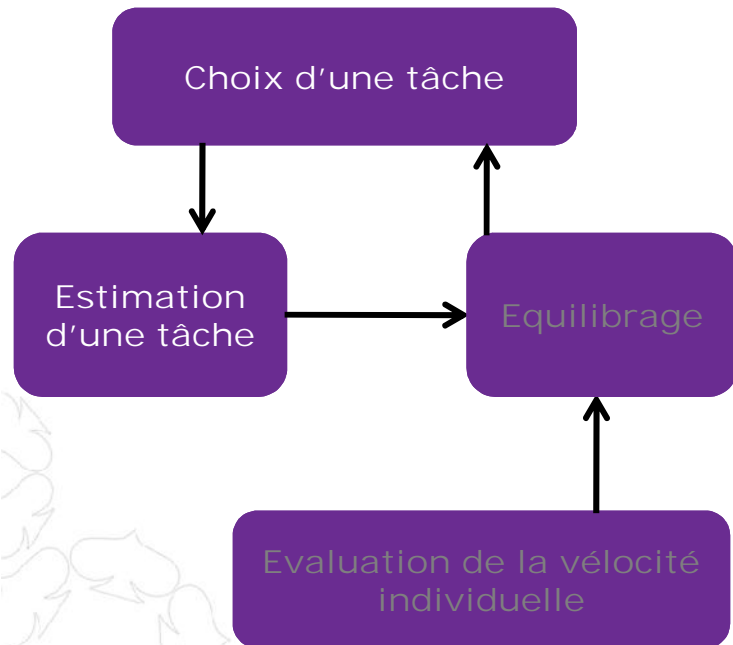 Choix d’une tâche
Estimation
d’une tâche
Equilibrage
Evaluation de la vélocité
individuelle